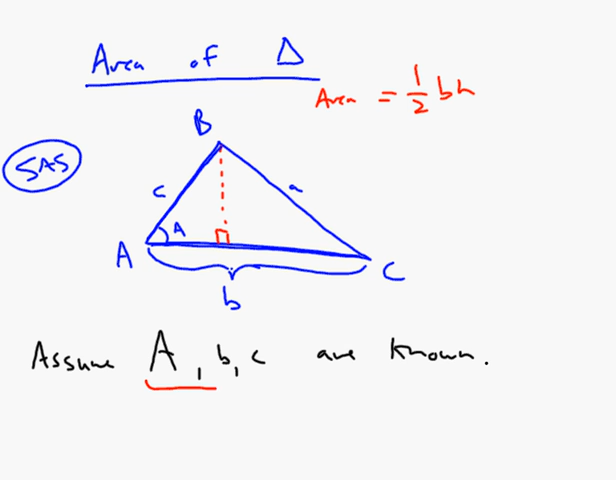 Area of Δ
Area = 1/2 bh
B
SAS
c
a
A
A
C
b
Assume A, b, c are known.